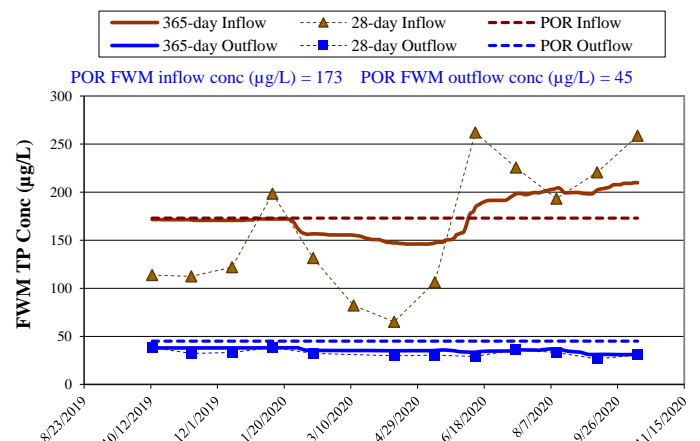 365-day Inflow 28-day Inflow POR Inflow
365-day Outflow 28-day Outflow POR Outflow
POR FWM inflow conc (µg/L) = 173 POR FWM outflow conc (µg/L) = 45
FWM TP Conc (µg/L)
300
250
200
150
100
50
0
8/23/2019 10/12/2019 12/1/2019 1/20/2020 3/10/2020 4/29/2020 6/18/2020 8/7/2020 9/26/2020 11/15/2020